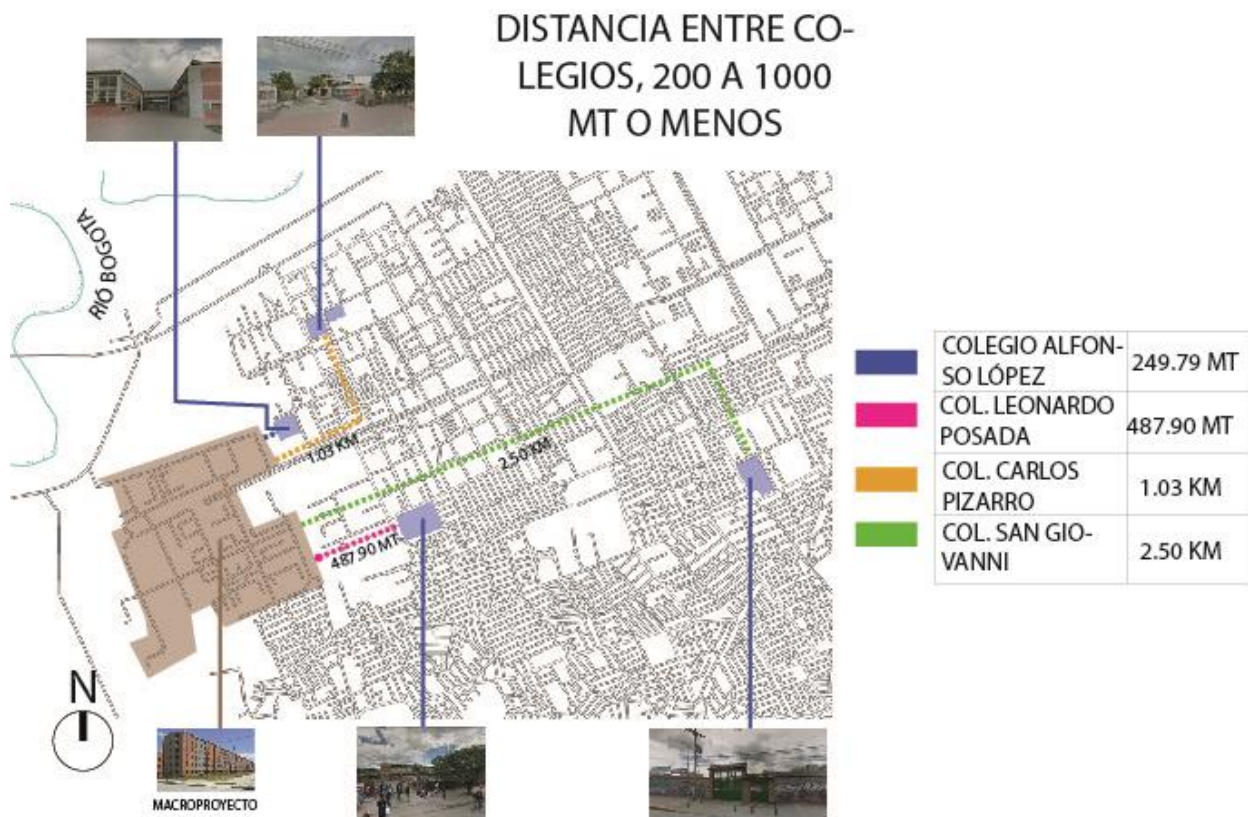 DISTANCIA ENTRE CO-
LEGIOS, 200 A 1000
MT O MENOS
RIÓ BOGOTA
1.03 KM
2.50 KM
487.90 MT
N
MACROPROYECTO
COLEGIO ALFON-
SO LÓPEZ
249.79 MT
COL. LEONARDO
POSADA
487.90 MT
COL. CARLOS
PIZARRO
1.03 KM
COL. SAN GIO-
VANNI
2.50 KM